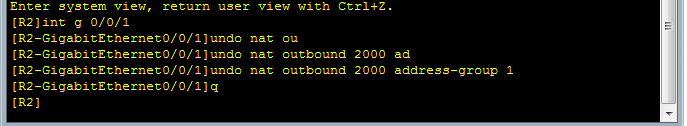 Enter system view, return user view with Ctrl+Z.
[R2]int g 0/0/1
[R2-GigabitEthernet0/0/1]undo nat ou
[R2-GigabitEthernet0/0/1]undo nat outbound 2000 ad
[R2-GigabitEthernet0/0/1]undo nat outbound 2000 address-group 1
[R2-GigabitEthernet0/0/1]q
[R2]